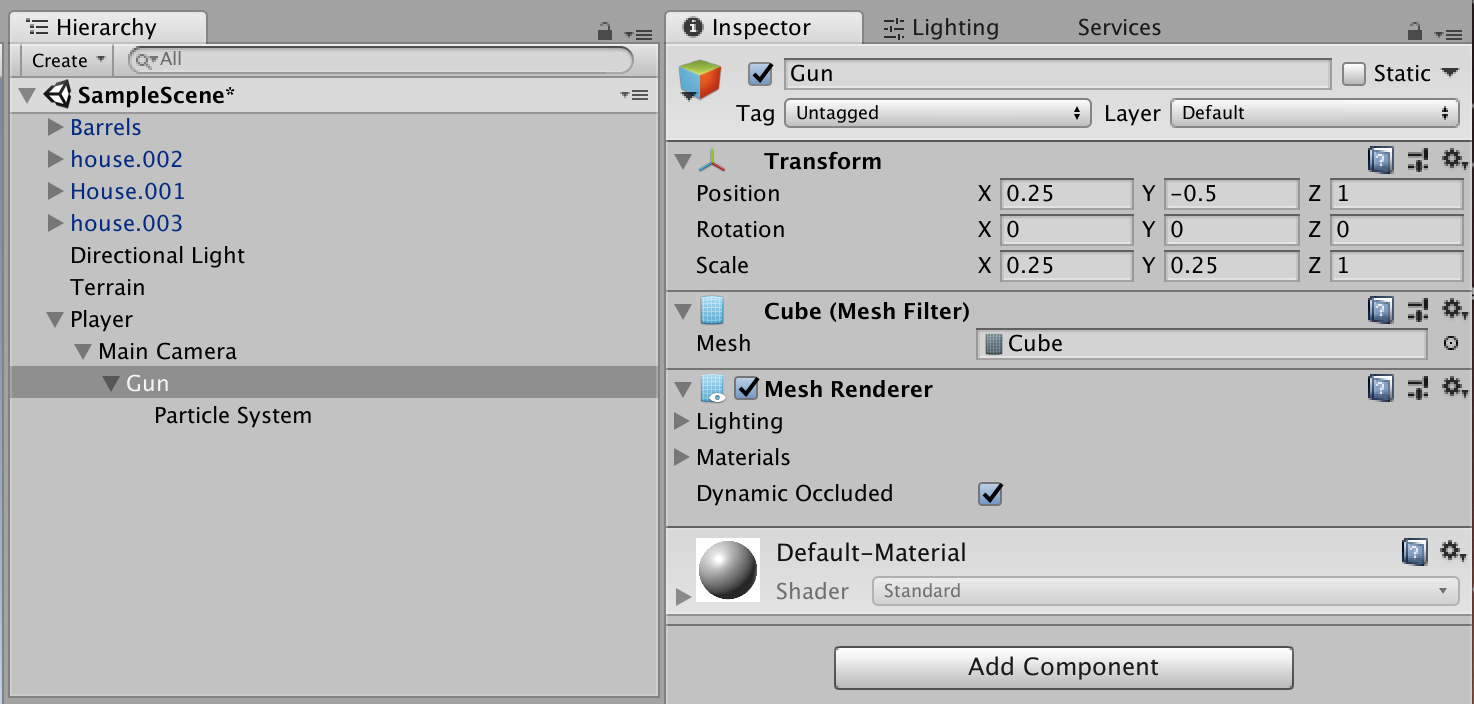 Hierarchy
Create All
SampleScene*
Barrels
house.002
House.001
house.003
Directional Light
Terrain
Player
Main Camera
Gun
Particle System
Inspector Lighting Services
Gun Static
Tag Untagged Layer Default
Transform
Position X 0.25 Y -0.5 Z 1
Rotation X 0 Y 0 Z 0
Scale X 0.25 Y 0.25 Z 1
Cube (Mesh Filter)
Mesh Cube
Mesh Renderer
Lighting
Materials
Dynamic Occluded
Default-Material
Shader Standard
Add Component